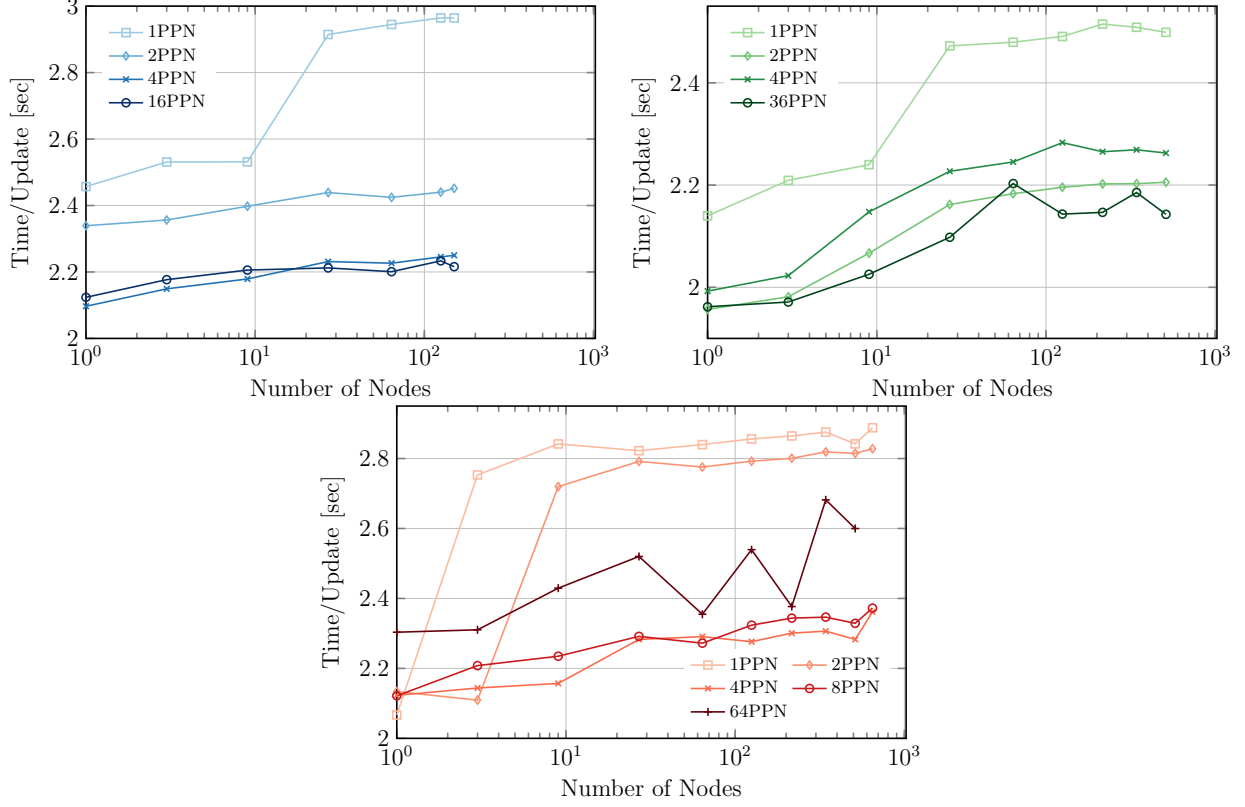 3
2.8
2.6
2.4
2.2
2
10^0
10^1
10^2
10^3
Time/Update [sec]
Number of Nodes
1PPN
2PPN
4PPN
16PPN
2.4
2.2
2
10^0
10^1
10^2
10^3
Time/Update [sec]
Number of Nodes
1PPN
2PPN
4PPN
36PPN
2.8
2.6
2.4
2.2
2
10^0
10^1
10^2
10^3
Time/Update [sec]
Number of Nodes
1PPN 2PPN
4PPN 8PPN
64PPN